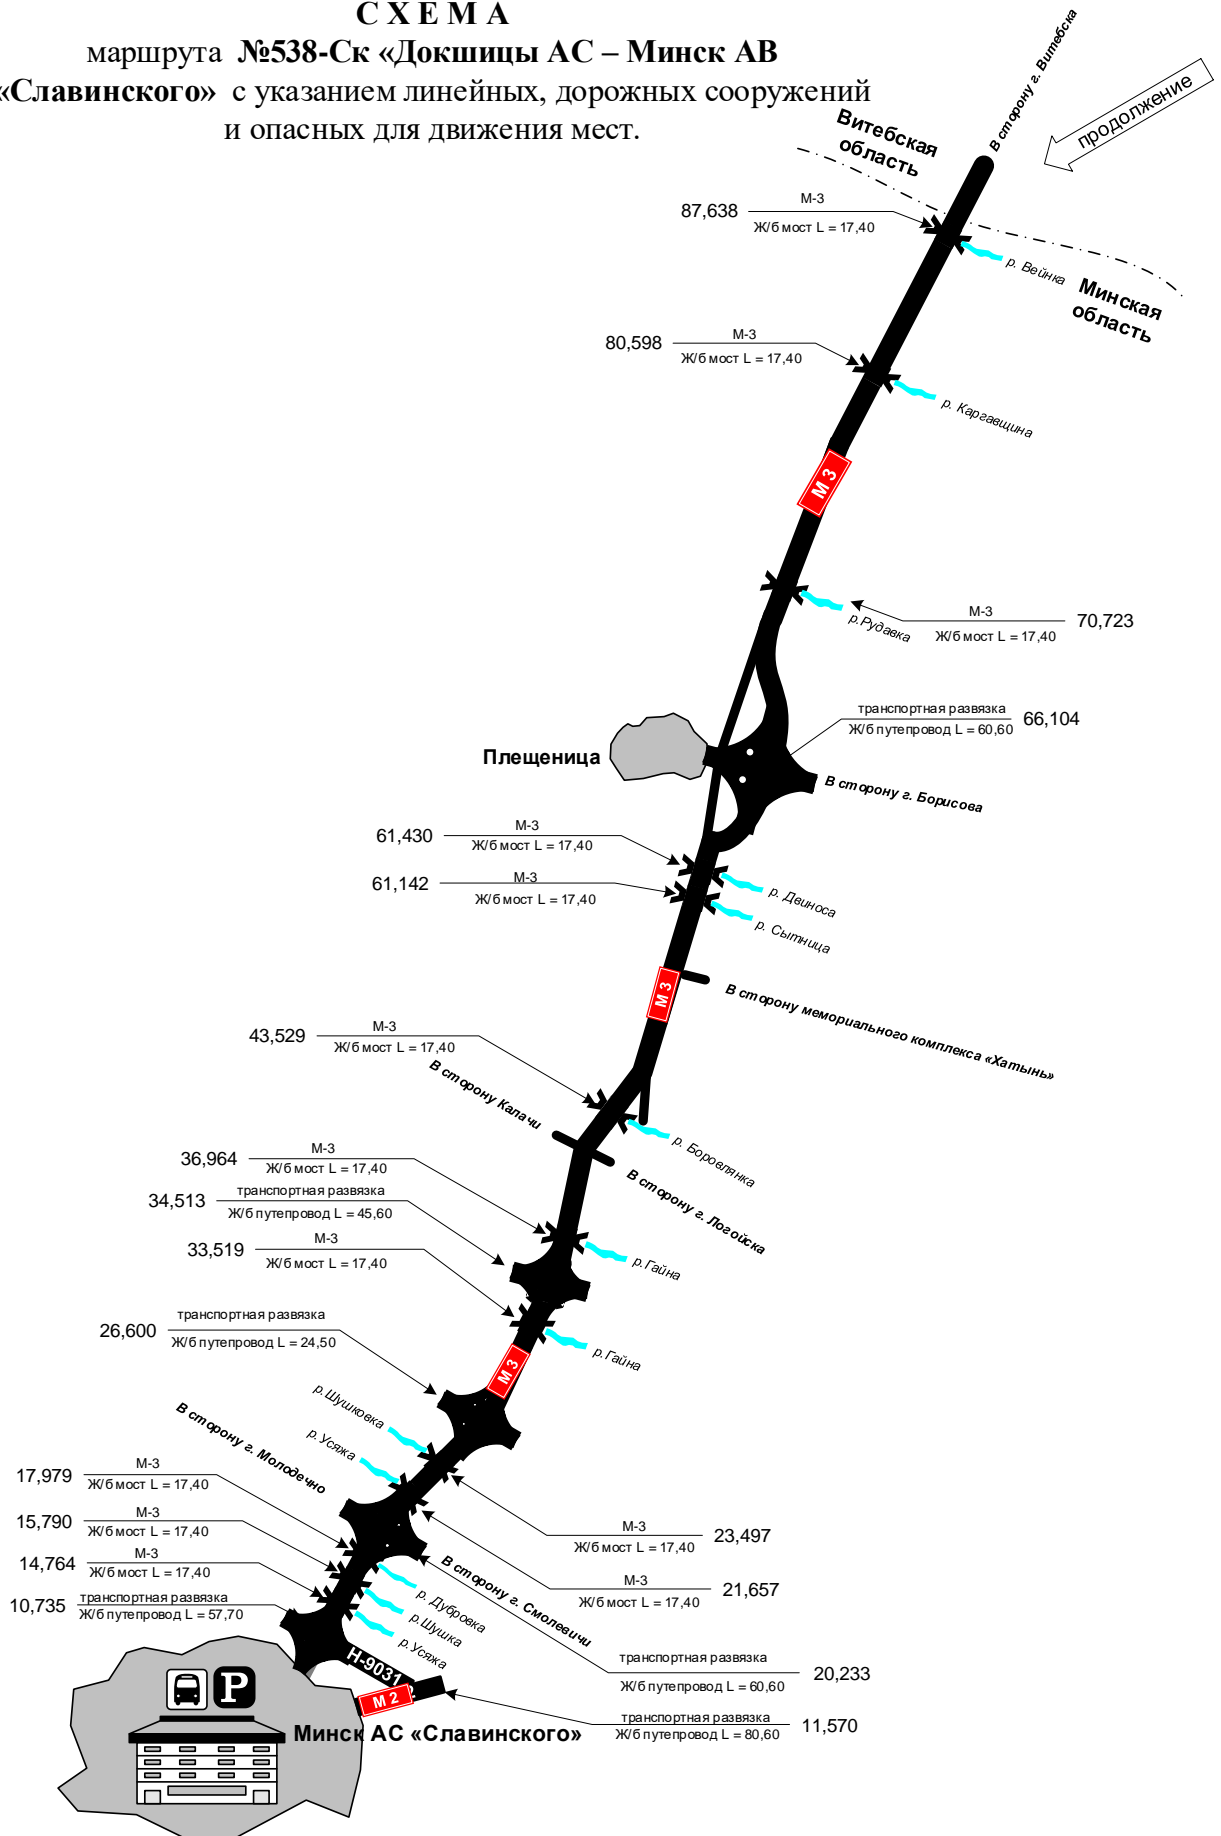 С Х Е М А
маршрута №538-Ск «Докшицы АС – Минск АВ
«Славинского» с указанием линейных, дорожных сооружений
и опасных для движения мест.
В сторону г. Витебска
продолжение
Витебская
область
87,638
М-3
Ж/б мост L = 17,40
р. Вейнка
Минская
область
80,598
М-3
Ж/б мост L = 17,40
р. Каргавщина
М 3
р.Рудавка
М-3
Ж/б мост L = 17,40
70,723
транспортная развязка
Ж/б путепровод L = 60,60
66,104
Плещеница
В сторону г. Борисова
61,430
М-3
Ж/б мост L = 17,40
61,142
М-3
Ж/б мост L = 17,40
р. Двиноса
р. Сытница
М 3
В сторону мемориального комплекса «Хатынь»
43,529
М-3
Ж/б мост L = 17,40
В сторону Калачи
р. Боровлянка
36,964
М-3
Ж/б мост L = 17,40
В сторону г. Логойска
34,513
транспортная развязка
Ж/б путепровод L = 45,60
33,519
М-3
Ж/б мост L = 17,40
р.Гайна
р.Гайна
26,600
транспортная развязка
Ж/б путепровод L = 24,50
М 3
р.Шушковка
р.Усяжа
В сторону г. Молодечно
17,979
М-3
Ж/б мост L = 17,40
15,790
М-3
Ж/б мост L = 17,40
14,764
М-3
Ж/б мост L = 17,40
10,735
транспортная развязка
Ж/б путепровод L = 57,70
М-3
Ж/б мост L = 17,40
23,497
М-3
Ж/б мост L = 17,40
21,657
В сторону г. Смолевичи
р. Дубровка
р.Шушка
р.Усяжа
транспортная развязка
Ж/б путепровод L = 60,60
20,233
транспортная развязка
Ж/б путепровод L = 80,60
11,570
Н-9031
М 2
P
Минск АС «Славинского»